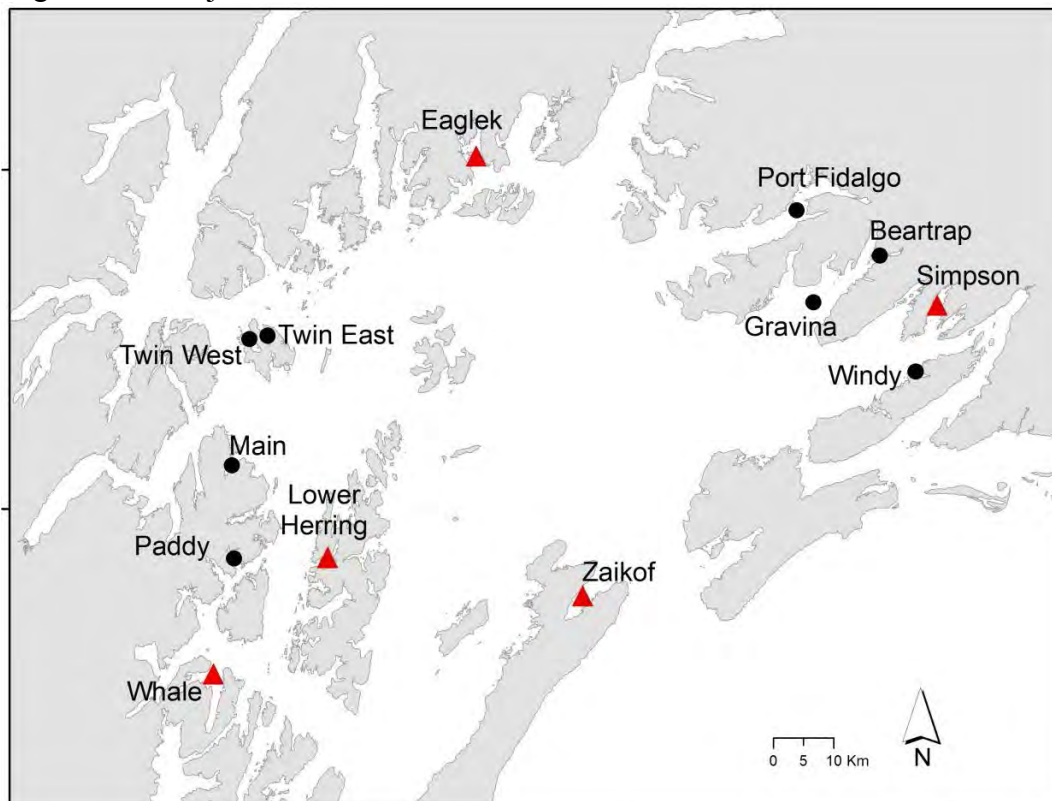 Eaglek
Port Fidalgo
Beartrap
Simpson
Gravina
Twin East
Twin West
Windy
Main
Lower
Herring
Paddy
Zaikof
Whale
0 5 10 Km
N